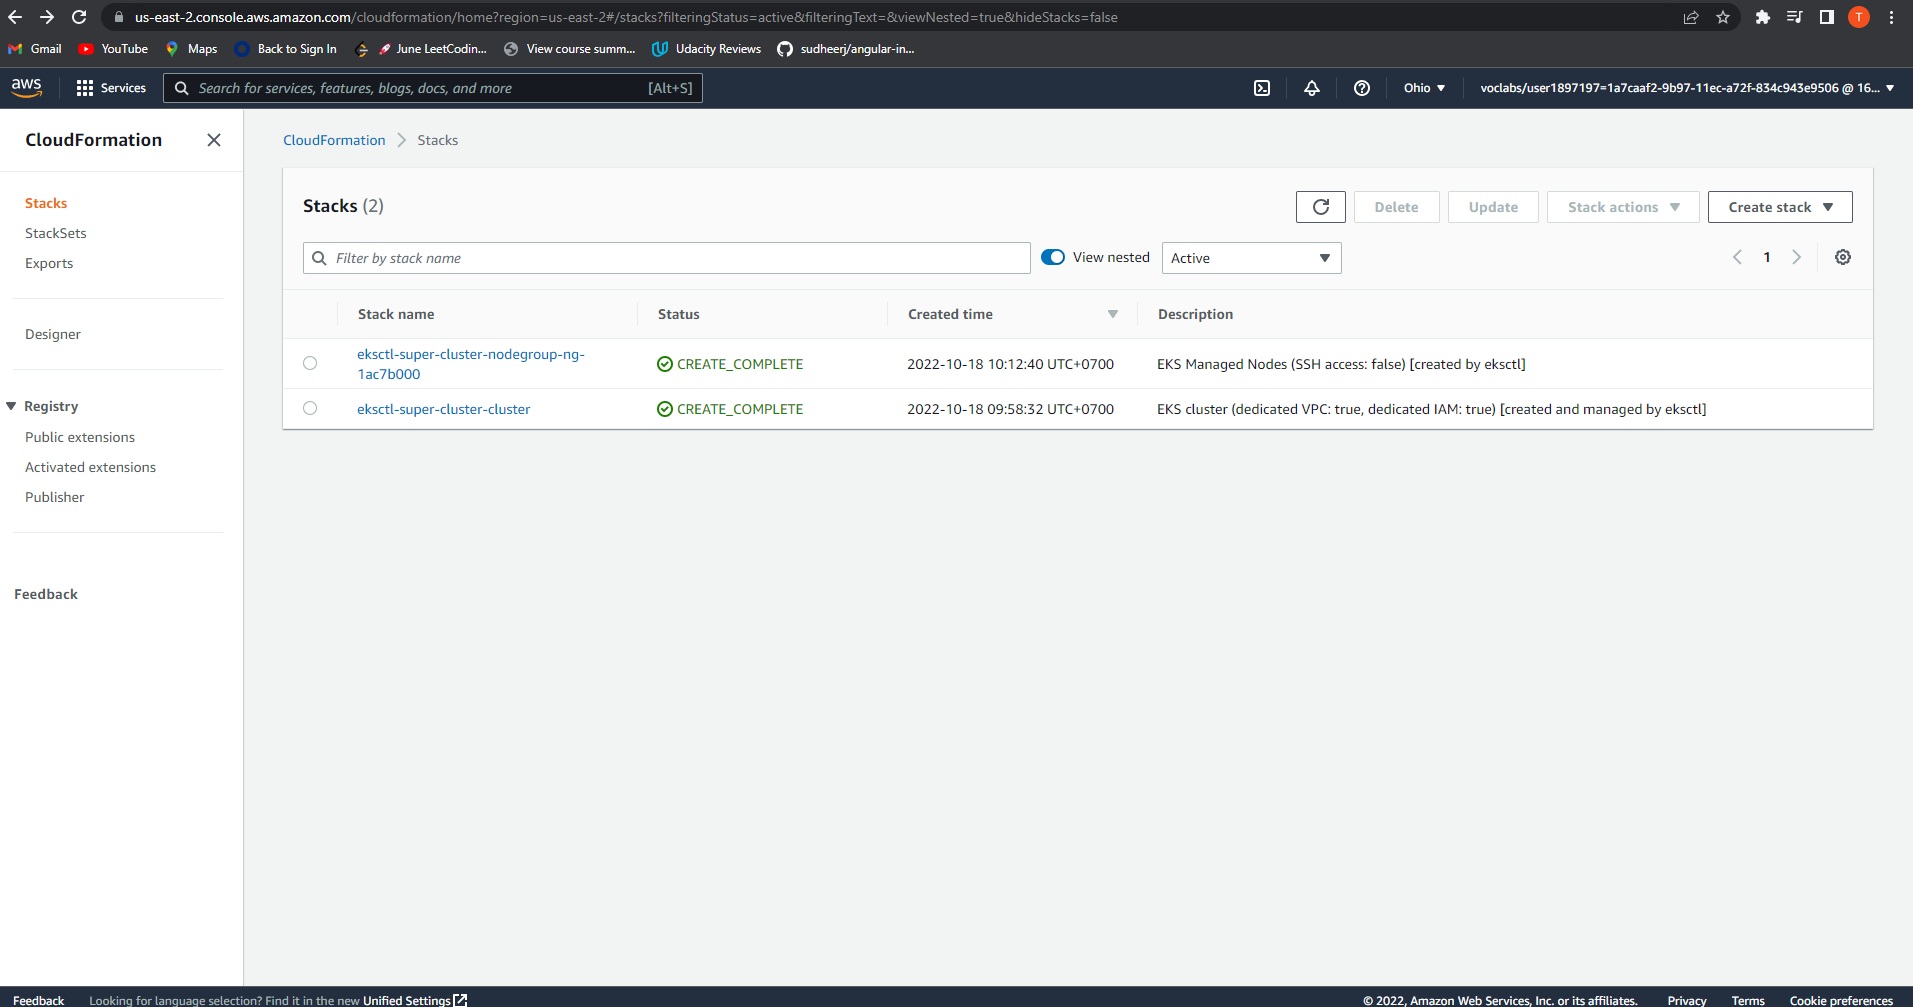 us-east-2.console.aws.amazon.com/cloudformation/home?region=us-east-2#/stacks?filteringStatus=active&filteringText=&viewNested=true&hideStacks=false
T
Gmail YouTube Maps Back to Sign In June LeetCodin... View course summ... Udacity Reviews sudheerj/angular-in...
aws Services Search for services, features, blogs, docs, and more [Alt+S] Ohio voclabs/user1897197=1a7caaf2-9b97-11ec-a72f-834c943e9506 @ 16...
CloudFormation
Stacks
StackSets
Exports
Designer
Registry
Public extensions
Activated extensions
Publisher
Feedback
CloudFormation Stacks
Stacks (2) Delete Update Stack actions Create stack
Filter by stack name View nested Active 1
Stack name Status Created time Description
eksctl-super-cluster-nodegroup-ng-
1ac7b000 CREATE_COMPLETE 2022-10-18 10:12:40 UTC+0700 EKS Managed Nodes (SSH access: false) [created by eksctl]
eksctl-super-cluster-cluster CREATE_COMPLETE 2022-10-18 09:58:32 UTC+0700 EKS cluster (dedicated VPC: true, dedicated IAM: true) [created and managed by eksctl]
Feedback Looking for language selection? Find it in the new Unified Settings © 2022, Amazon Web Services, Inc. or its affiliates. Privacy Terms Cookie preferences